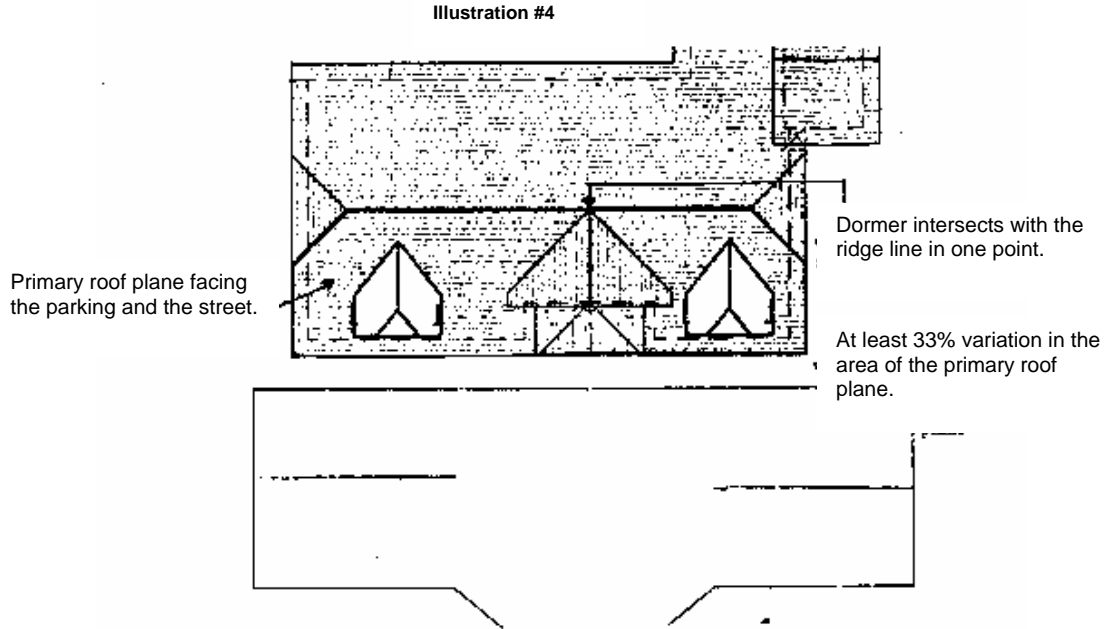 Illustration #4
Dormer intersects with the
ridge line in one point.
Primary roof plane facing
the parking and the street.
At least 33% variation in the
area of the primary roof
plane.